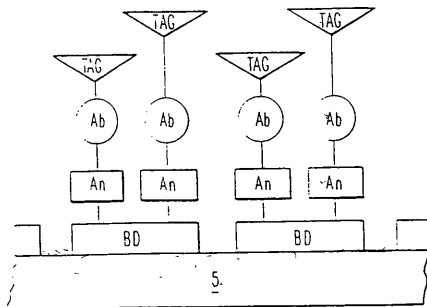 TAG TAG
TAG TAG
Ab Ab Ab Ab
An An An An
BD BD
5.